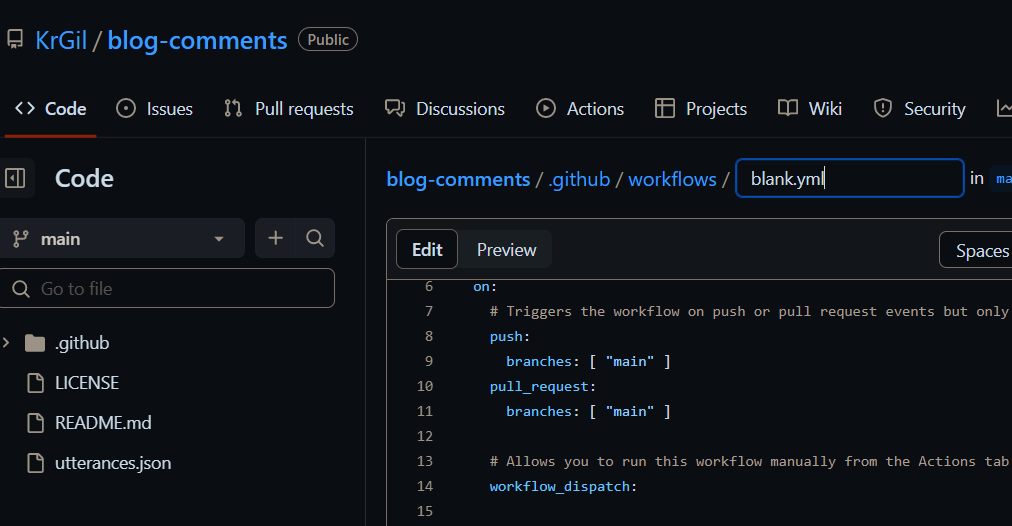 KrGil / blog-comments Public
Code Issues Pull requests Discussions Actions Projects Wiki Security
Code
main
Go to file
.github
LICENSE
README.md
utterances.json
blog-comments / .github / workflows / blank.yml in
Edit Preview Spaces
6 on:
7 # Triggers the workflow on push or pull request events but only
8 push:
9 branches: [ "main" ]
10 pull_request:
11 branches: [ "main" ]
12
13 # Allows you to run this workflow manually from the Actions tab
14 workflow_dispatch:
15